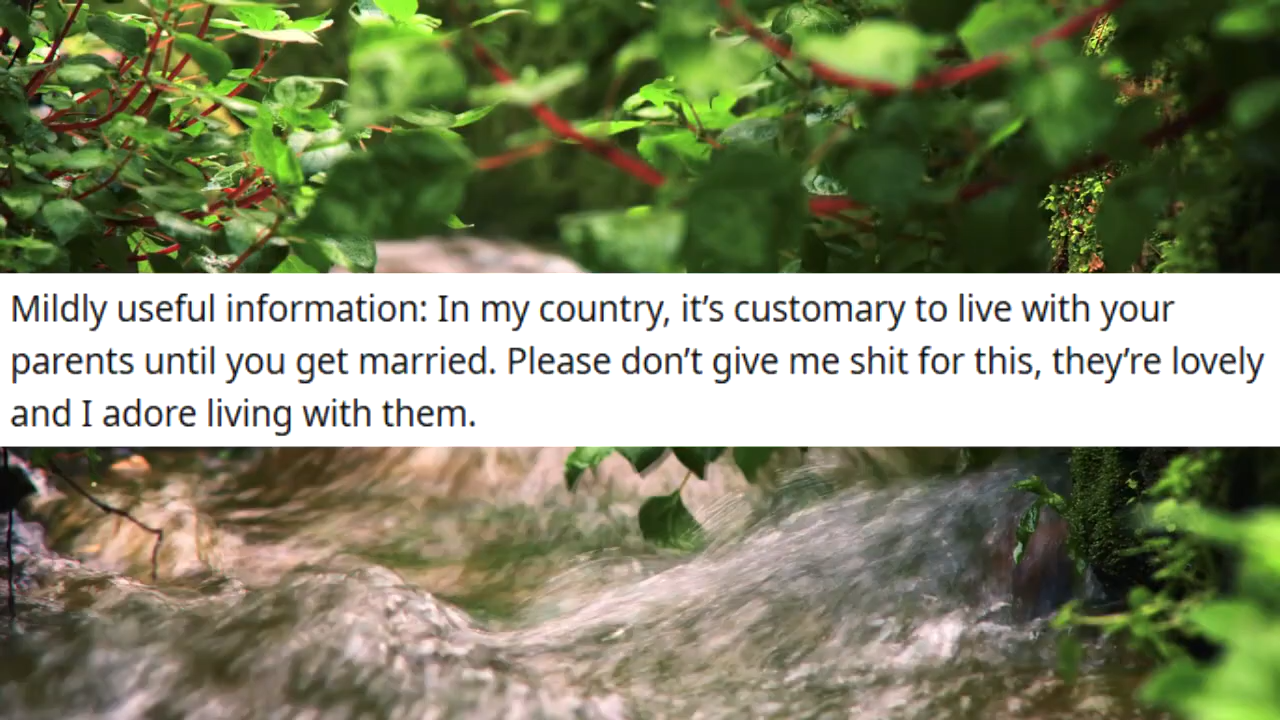 Mildly useful information: In my country, it’s customary to live with your
parents until you get married. Please don’t give me shit for this, they’re lovely
and I adore living with them.